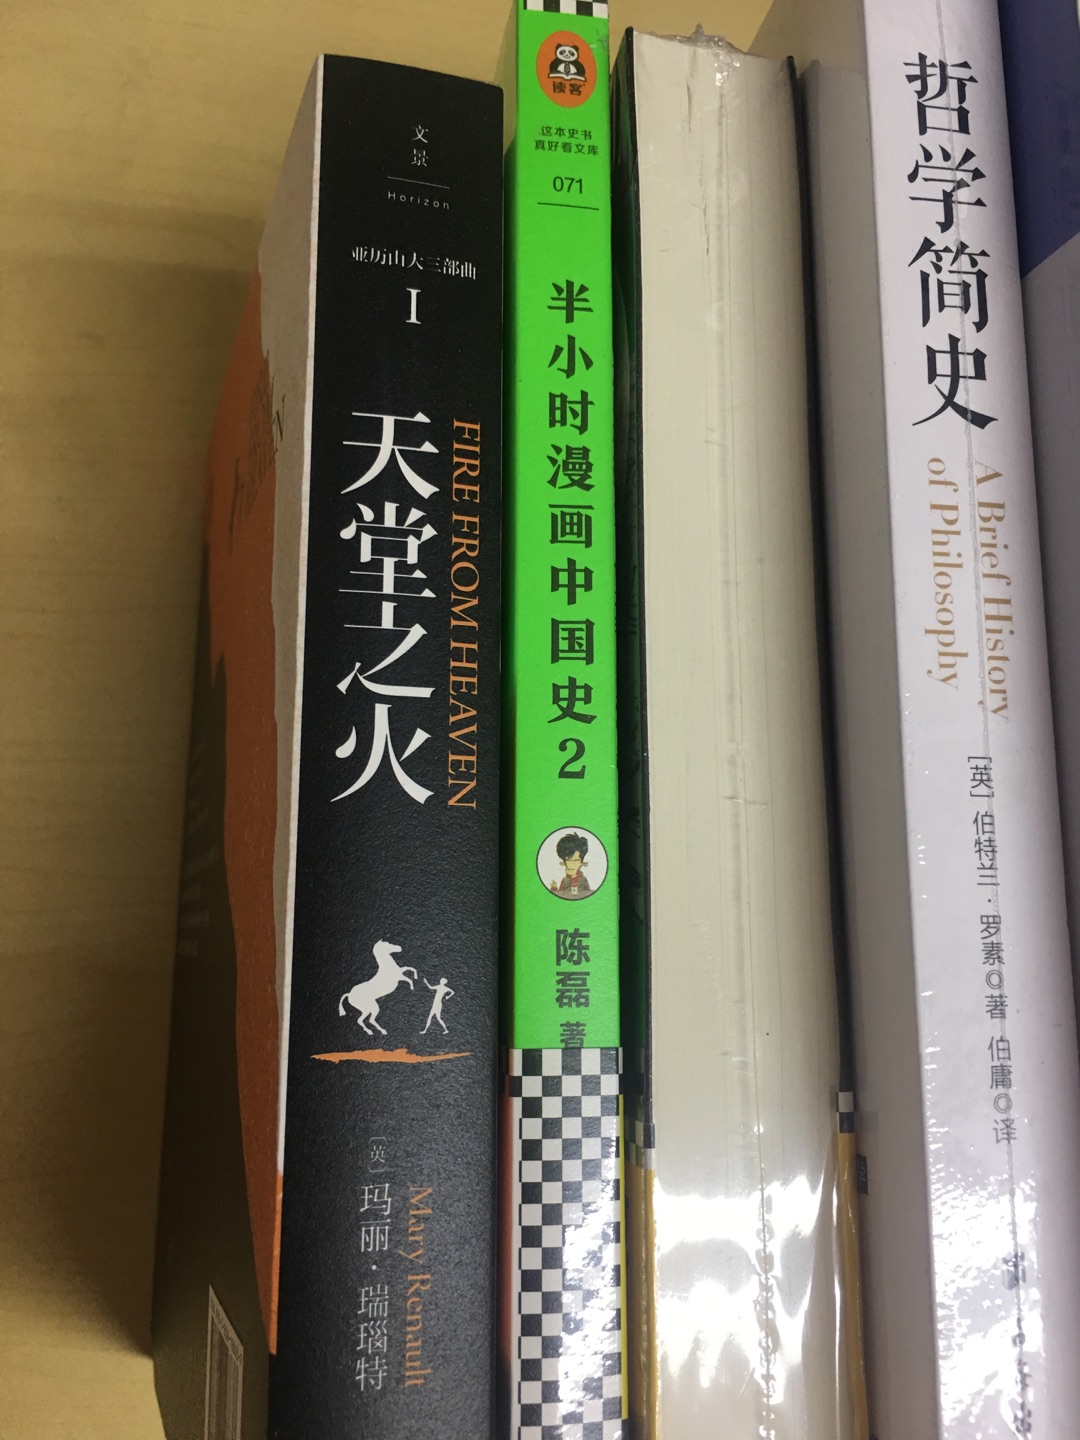 文景
Horizon
亚历山大三部曲
I
天堂之火
FIRE FROM HEAVEN
[英]
玛丽·瑞瑙特
Mary Renault
读客
这本史书
真好看文库
071
半小时漫画中国史2
陈磊 著
哲学简史
A Brief History
of Philosophy
[英]伯特兰·罗素◎著 伯庸◎译